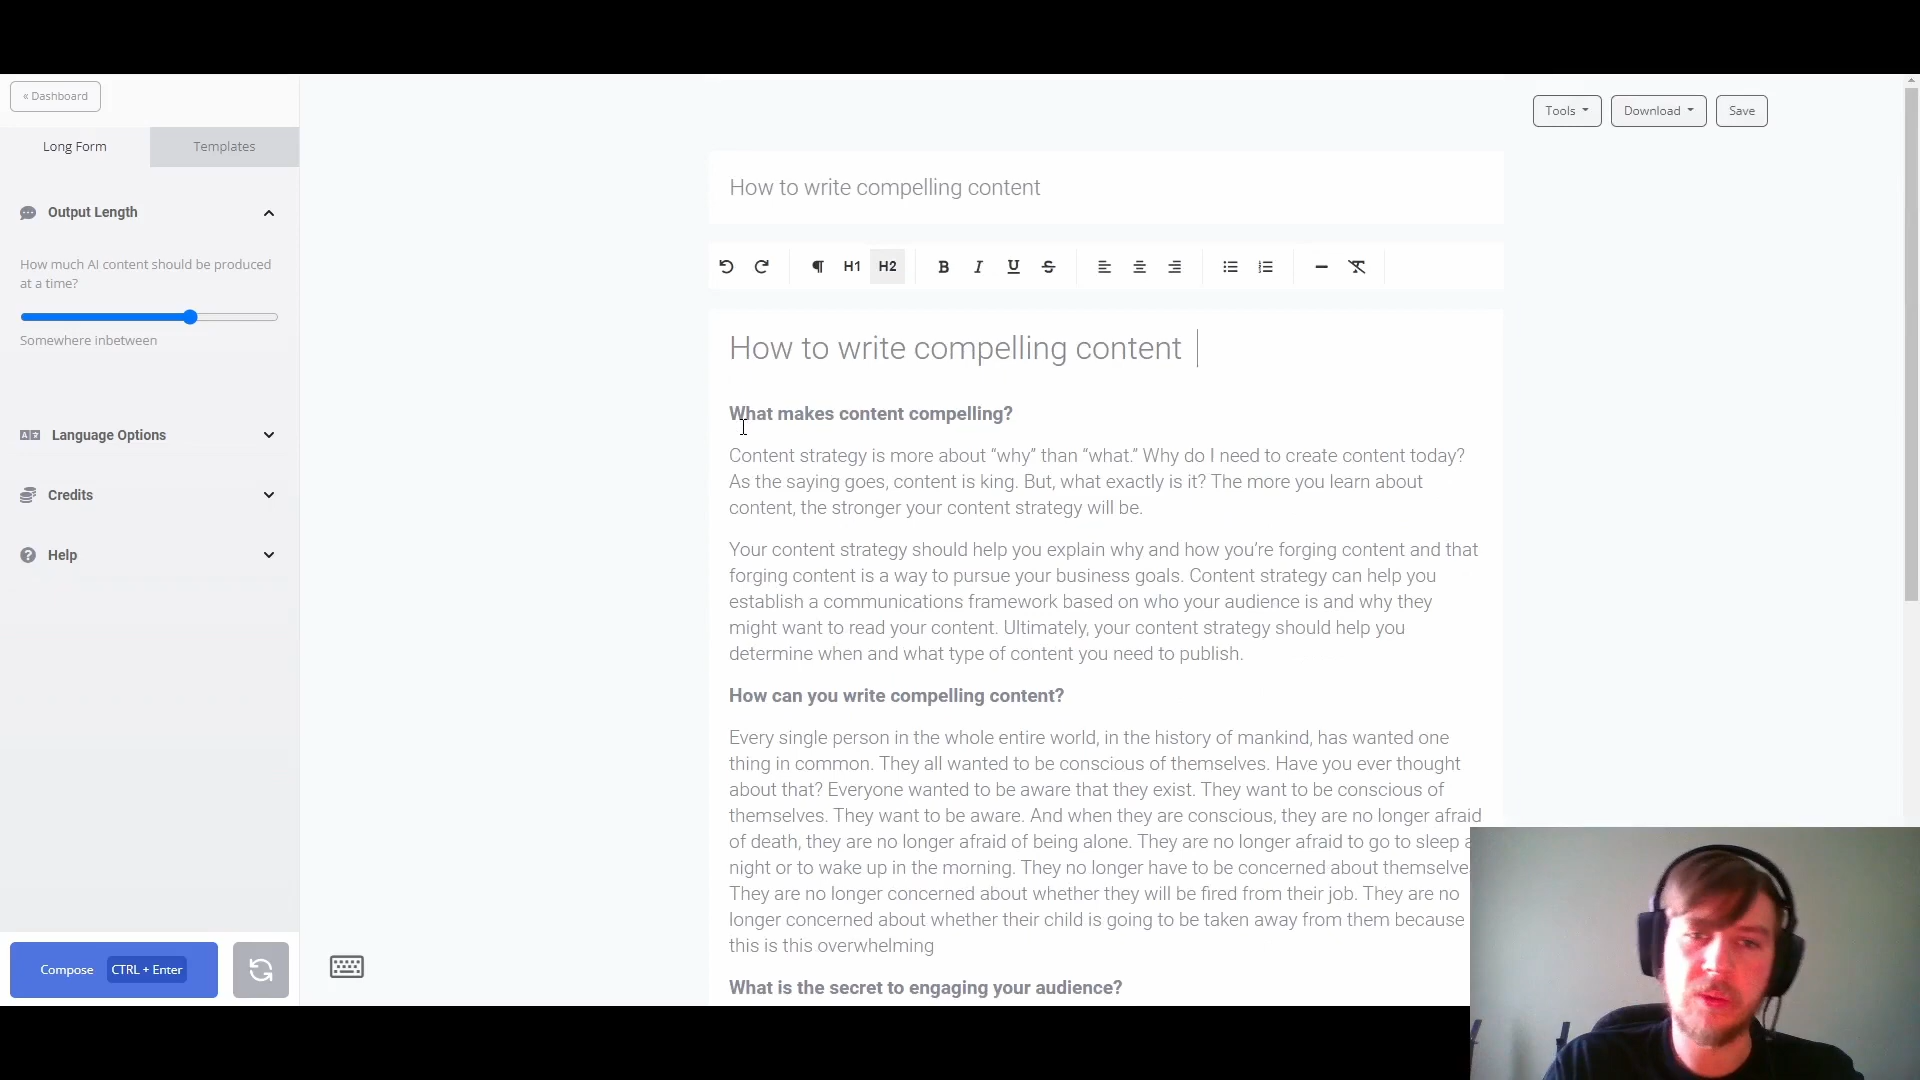 « Dashboard
Long Form
Templates
Output Length
How much AI content should be produced
at a time?
Somewhere inbetween
Language Options
Credits
Help
Compose CTRL + Enter
Tools
Download
Save
How to write compelling content
H1 H2 B I U S
How to write compelling content
What makes content compelling?
Content strategy is more about “why” than “what.” Why do I need to create content today?
As the saying goes, content is king. But, what exactly is it? The more you learn about
content, the stronger your content strategy will be.
Your content strategy should help you explain why and how you’re forging content and that
forging content is a way to pursue your business goals. Content strategy can help you
establish a communications framework based on who your audience is and why they
might want to read your content. Ultimately, your content strategy should help you
determine when and what type of content you need to publish.
How can you write compelling content?
Every single person in the whole entire world, in the history of mankind, has wanted one
thing in common. They all wanted to be conscious of themselves. Have you ever thought
about that? Everyone wanted to be aware that they exist. They want to be conscious of
themselves. They want to be aware. And when they are conscious, they are no longer afraid
of death, they are no longer afraid of being alone. They are no longer afraid to go to sleep
night or to wake up in the morning. They no longer have to be concerned about themselve
They are no longer concerned about whether they will be fired from their job. They are no
longer concerned about whether their child is going to be taken away from them because
this is this overwhelming
What is the secret to engaging your audience?